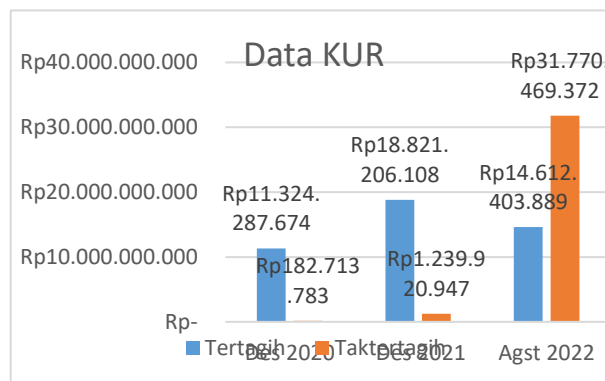 Data KUR
Rp40.000.000.000
Rp30.000.000.000
Rp20.000.000.000
Rp10.000.000.000
Rp-
Rp11.324.
287.674
Rp182.713
.783
Rp18.821.
206.108
Rp1.239.9
20.947
Rp14.612.
403.889
Rp31.770.
469.372
Des 2020
Des 2021
Agst 2022
Tertagih
Taktertagih